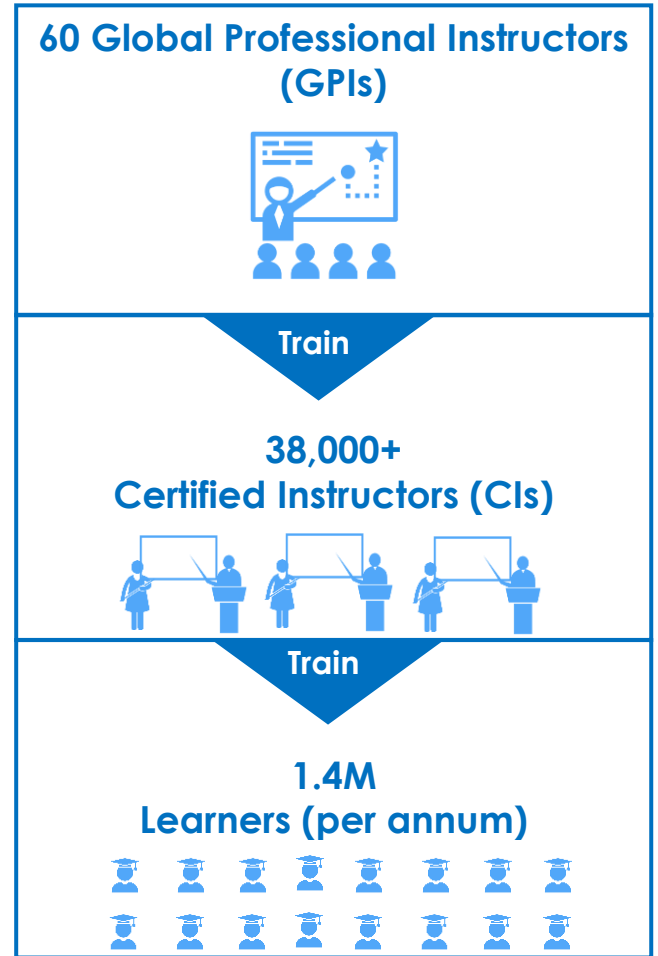 60 Global Professional Instructors
(GPIs)
Train
38,000+
Certified Instructors (CIs)
Train
1.4M
Learners (per annum)